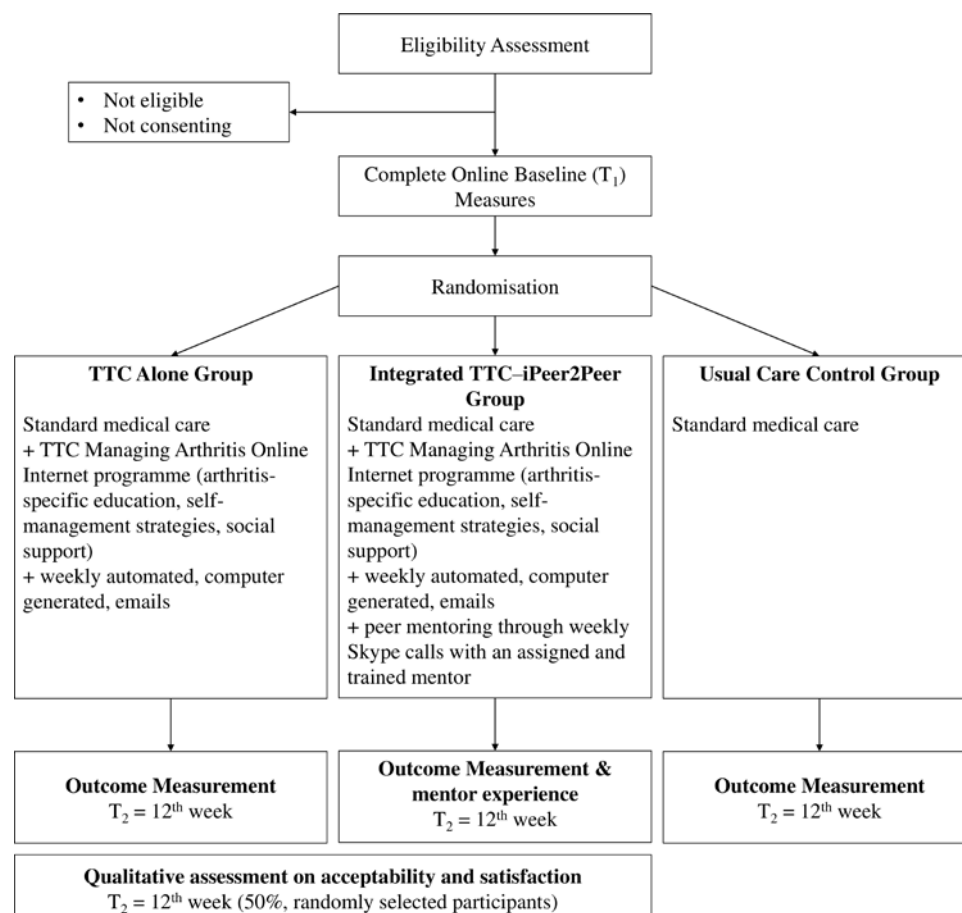 Eligibility Assessment
• Not eligible
• Not consenting
Complete Online Baseline (T₁)
Measures
Randomisation
TTC Alone Group
Standard medical care
+ TTC Managing Arthritis Online
Internet programme (arthritis-
specific education, self-
management strategies, social
support)
+ weekly automated, computer
generated, emails
Integrated TTC–iPeer2Peer
Group
Standard medical care
+ TTC Managing Arthritis Online
Internet programme (arthritis-
specific education, self-
management strategies, social
support)
+ weekly automated, computer
generated, emails
+ peer mentoring through weekly
Skype calls with an assigned and
trained mentor
Usual Care Control Group
Standard medical care
Outcome Measurement
T₂ = 12ᵗʰ week
Outcome Measurement &
mentor experience
T₂ = 12ᵗʰ week
Outcome Measurement
T₂ = 12ᵗʰ week
Qualitative assessment on acceptability and satisfaction
T₂ = 12ᵗʰ week (50%, randomly selected participants)